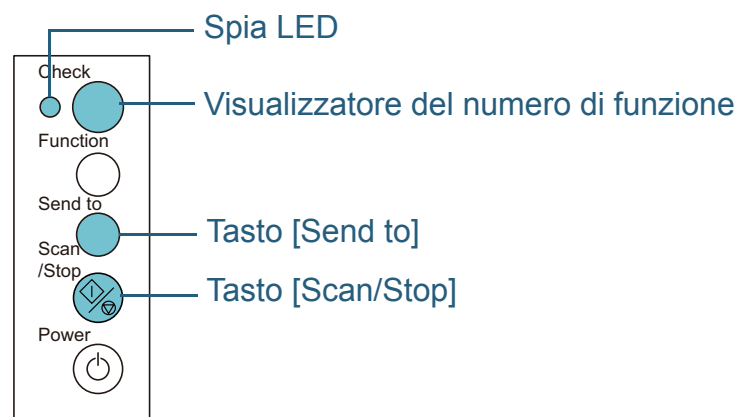 Spia LED
Check
Visualizzatore del numero di funzione
Function
Send to
Tasto [Send to]
Scan
/Stop
Tasto [Scan/Stop]
Power